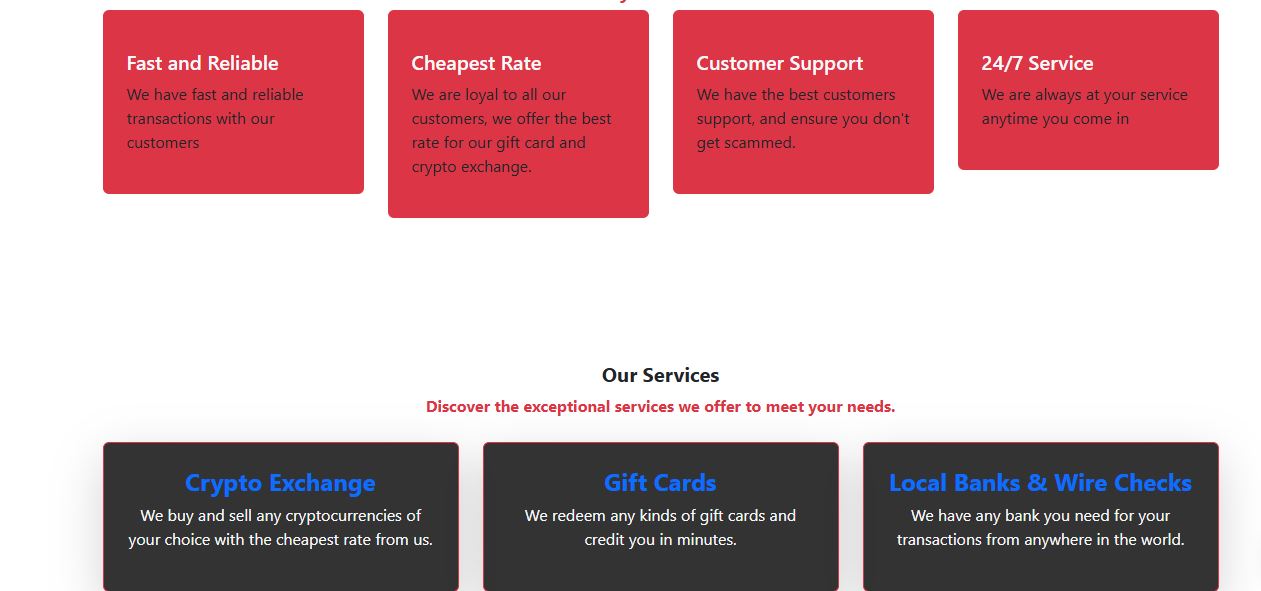 Fast and Reliable
We have fast and reliable
transactions with our
customers
Cheapest Rate
We are loyal to all our
customers, we offer the best
rate for our gift card and
crypto exchange.
Customer Support
We have the best customers
support, and ensure you don't
get scammed.
24/7 Service
We are always at your service
anytime you come in
Our Services
Discover the exceptional services we offer to meet your needs.
Crypto Exchange
We buy and sell any cryptocurrencies of
your choice with the cheapest rate from us.
Gift Cards
We redeem any kinds of gift cards and
credit you in minutes.
Local Banks & Wire Checks
We have any bank you need for your
transactions from anywhere in the world.